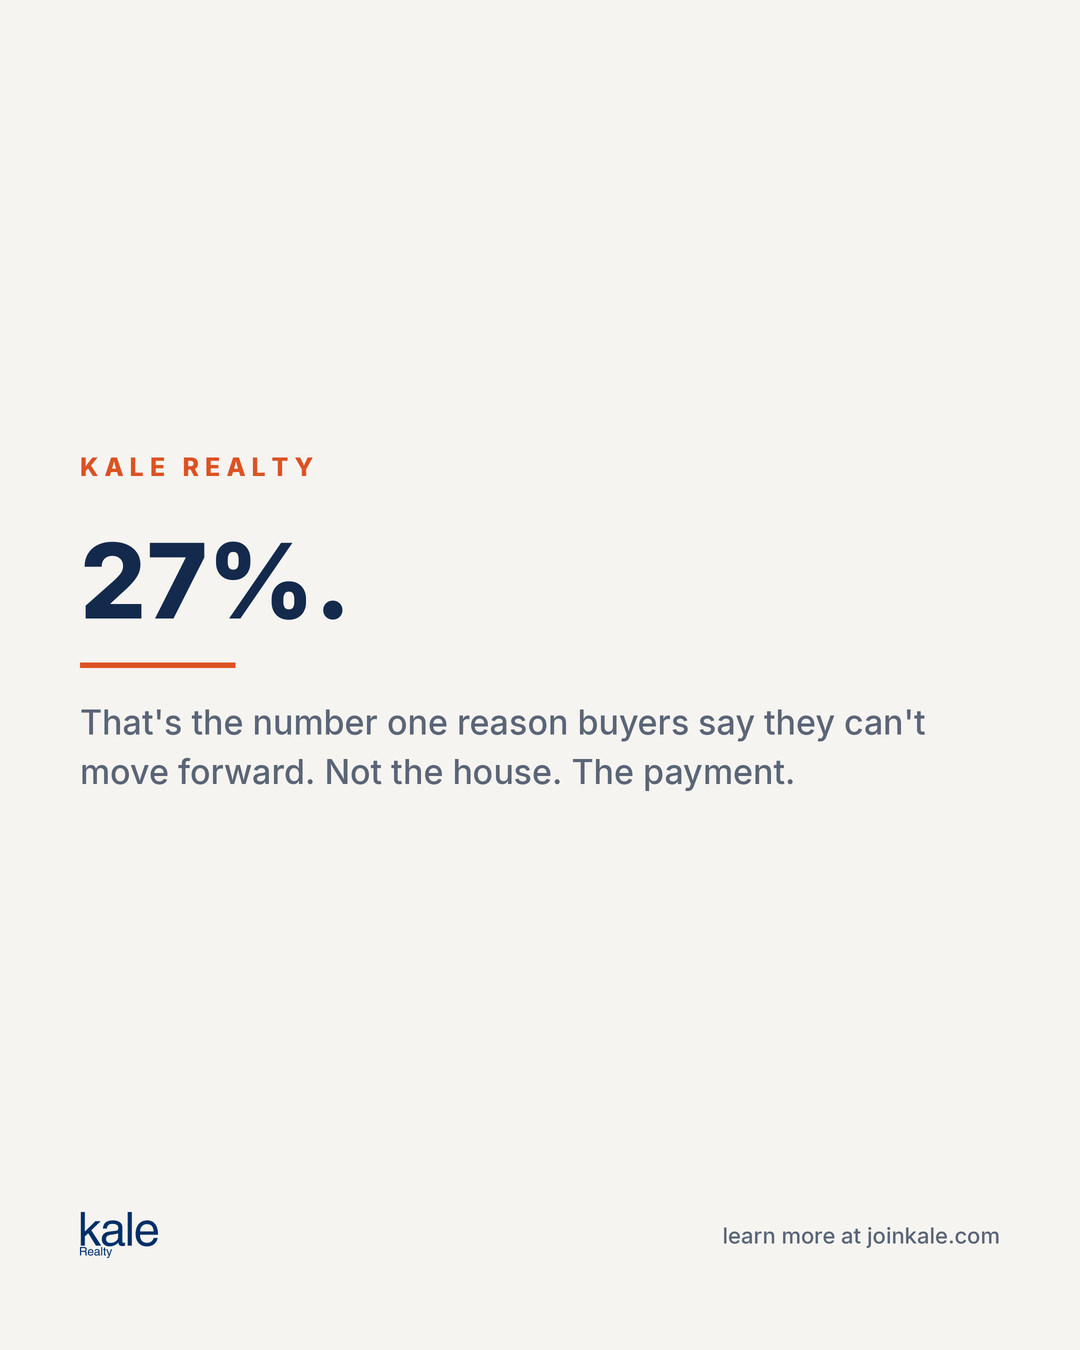 KALE REALTY
27%.
That's the number one reason buyers say they can't
move forward. Not the house. The payment.
kale
Realty
learn more at joinkale.com